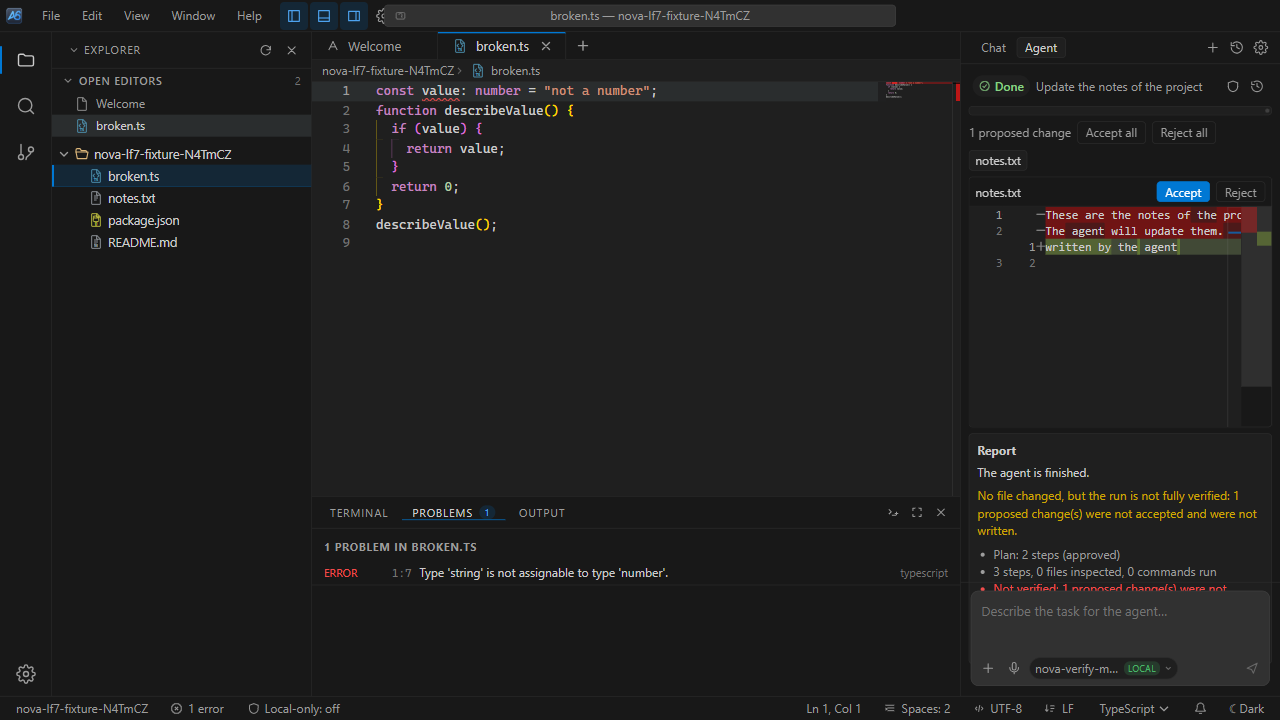 File Edit View Window Help
broken.ts — nova-lf7-fixture-N4TmCZ
EXPLORER
OPEN EDITORS 2
Welcome
broken.ts
nova-lf7-fixture-N4TmCZ
broken.ts
notes.txt
package.json
README.md
Welcome broken.ts
nova-lf7-fixture-N4TmCZ › broken.ts
1 const value: number = "not a number";
2 function describeValue() {
3 if (value) {
4 return value;
5 }
6 return 0;
7 }
8 describeValue();
9
TERMINAL PROBLEMS 1 OUTPUT
1 PROBLEM IN BROKEN.TS
ERROR 1:7 Type 'string' is not assignable to type 'number'. typescript
Chat Agent
Done Update the notes of the project
1 proposed change Accept all Reject all
notes.txt
notes.txt Accept Reject
1 —These are the notes of the pro
2 —The agent will update them.
1+written by the agent
3 2
Report
The agent is finished.
No file changed, but the run is not fully verified: 1
proposed change(s) were not accepted and were not
written.
• Plan: 2 steps (approved)
• 3 steps, 0 files inspected, 0 commands run
• Not verified: 1 proposed change(s) were not
Describe the task for the agent...
nova-verify-m... LOCAL
nova-lf7-fixture-N4TmCZ 1 error Local-only: off Ln 1, Col 1 Spaces: 2 UTF-8 LF TypeScript Dark